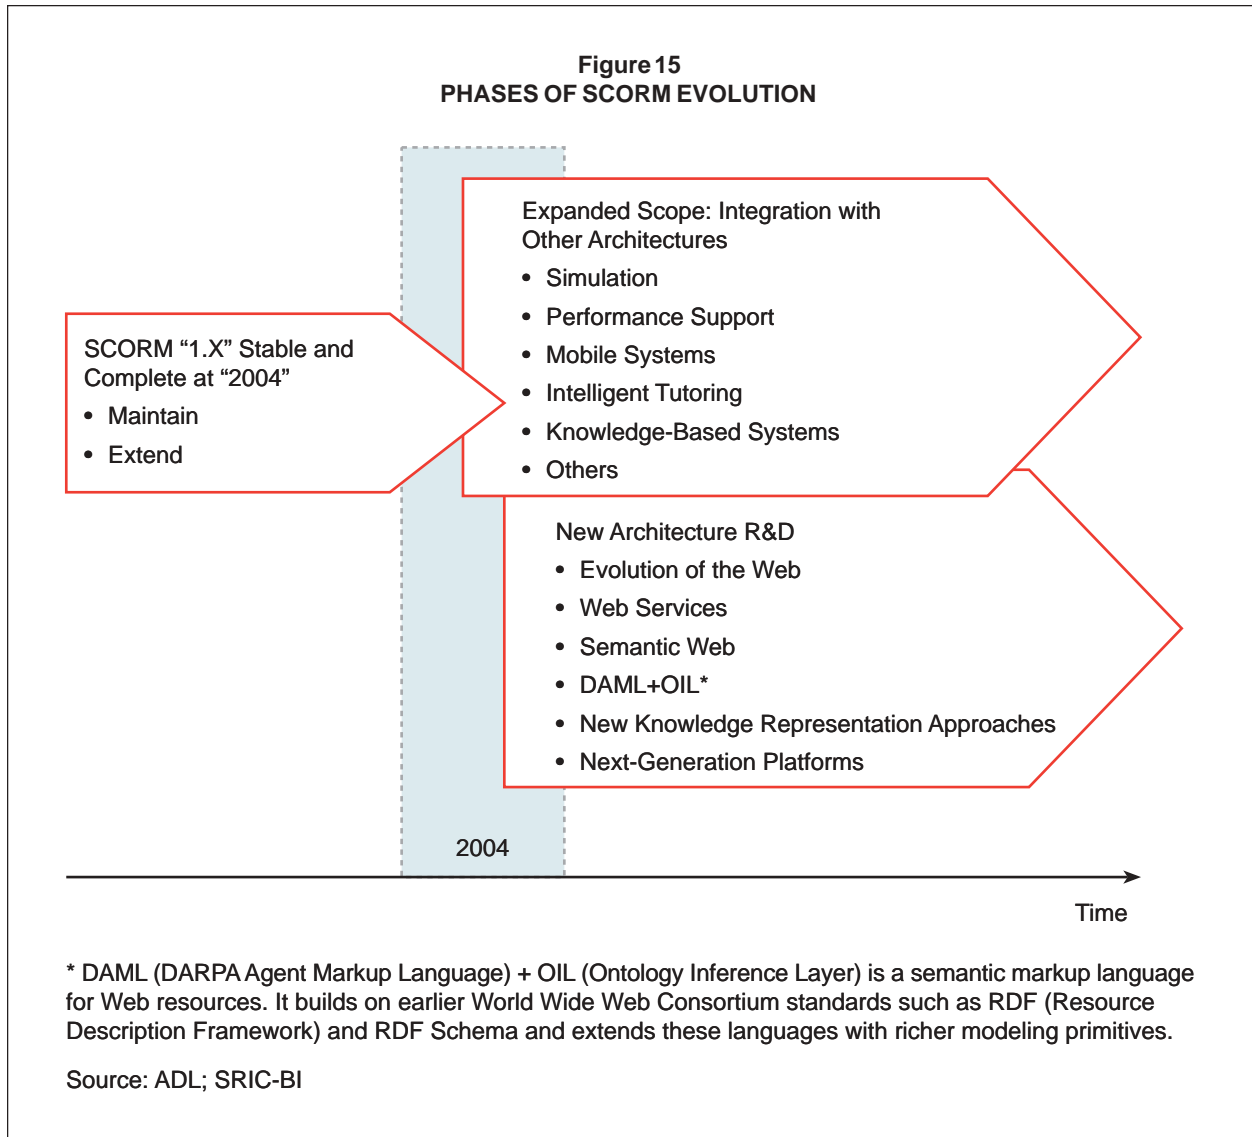 Figure 15
PHASES OF SCORM EVOLUTION
Expanded Scope: Integration with
Other Architectures
• Simulation
• Performance Support
• Mobile Systems
• Intelligent Tutoring
• Knowledge-Based Systems
• Others
SCORM “1.X” Stable and
Complete at “2004”
• Maintain
• Extend
New Architecture R&D
• Evolution of the Web
• Web Services
• Semantic Web
• DAML+OIL*
• New Knowledge Representation Approaches
• Next-Generation Platforms
2004
Time
* DAML (DARPA Agent Markup Language) + OIL (Ontology Inference Layer) is a semantic markup language
for Web resources. It builds on earlier World Wide Web Consortium standards such as RDF (Resource
Description Framework) and RDF Schema and extends these languages with richer modeling primitives.
Source: ADL; SRIC-BI